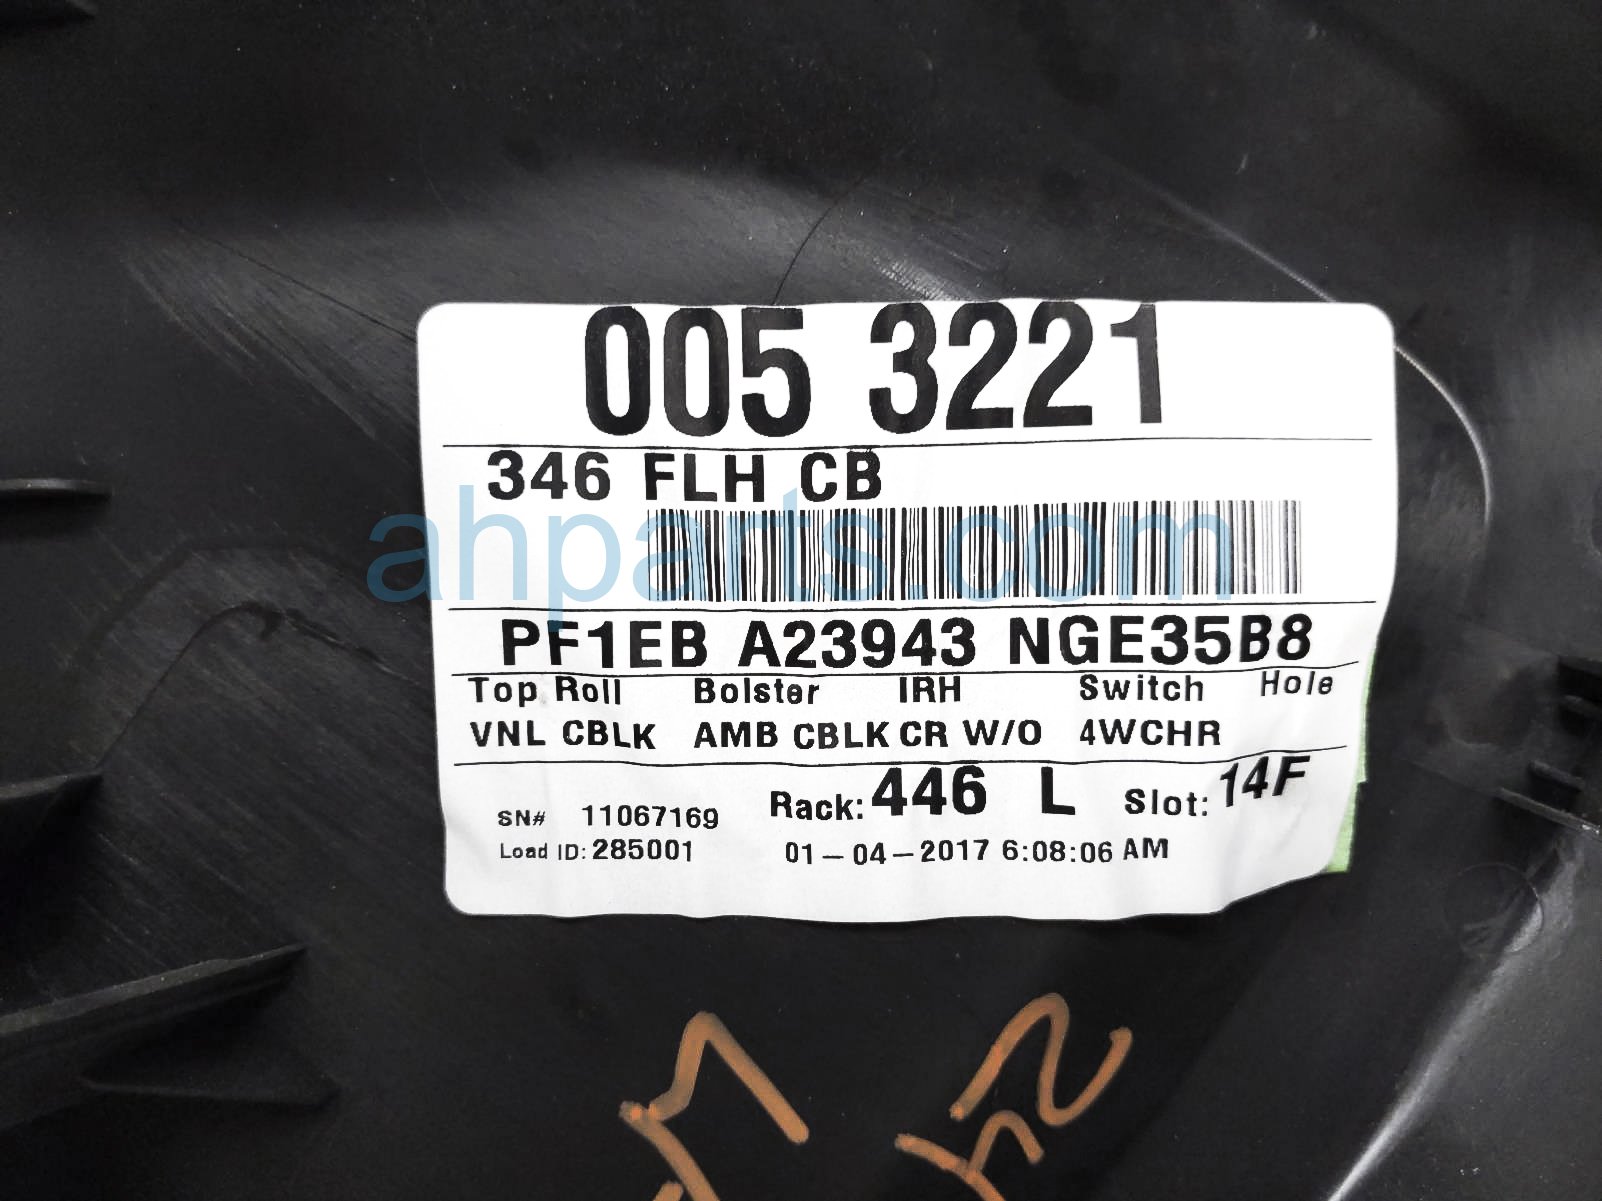 005 3221
346 FLH CB
ahparts.com
PF1EB A23943 NGE35B8
Top Roll Bolster IRH Switch Hole
VNL CBLK AMB CBLK CR W/O 4WCHR
Rack: 446 L Slot: 14F
SN# 11067169
Load ID: 285001 01-04-2017 6:08:06 AM